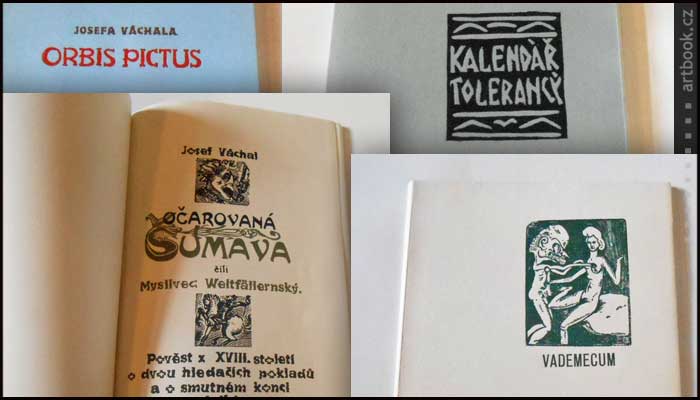 JOSEFA VÁCHALA
ORBIS PICTUS
KALENDÁŘ
TOLERANCÝ
artbook.cz
Josef Váchal
OČAROVANÁ
ŠUMAVA
čili
Myslivec Weltfällernský.
Pověst z XVIII. století
o dvou hledačích pokladů
a o smutném konci
VADEMECUM